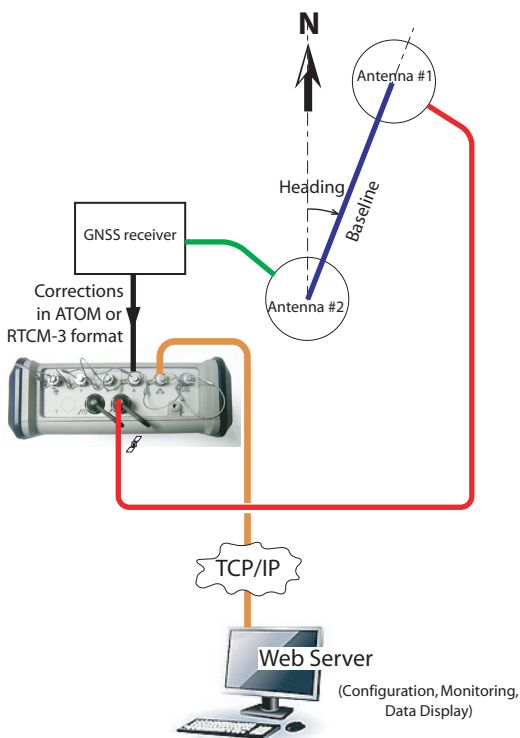 N
Antenna #1
Heading
Baseline
GNSS receiver
Antenna #2
Corrections
in ATOM or
RTCM-3 format
TCP/IP
Web Server
(Configuration, Monitoring,
Data Display)